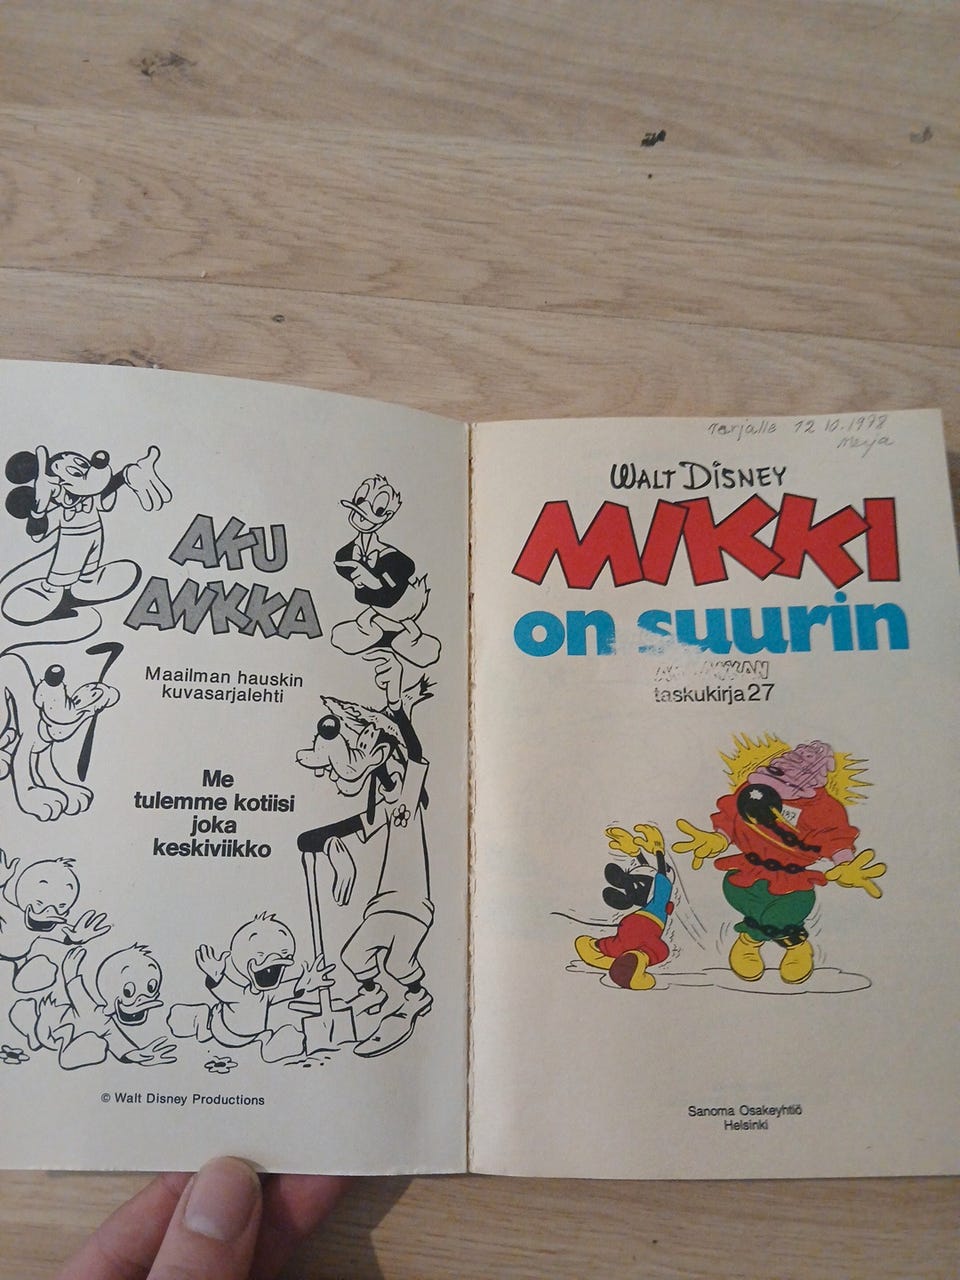 AKU
ANKKA
Maailman hauskin
kuvasarjalehti
Me
tulemme kotiisi
joka
keskiviikko
© Walt Disney Productions
Tarjalle 12 10.1978
WALT DISNEY
MIKKI
on suurin
taskukirja 27
Sanoma Osakeyhtiö
Helsinki